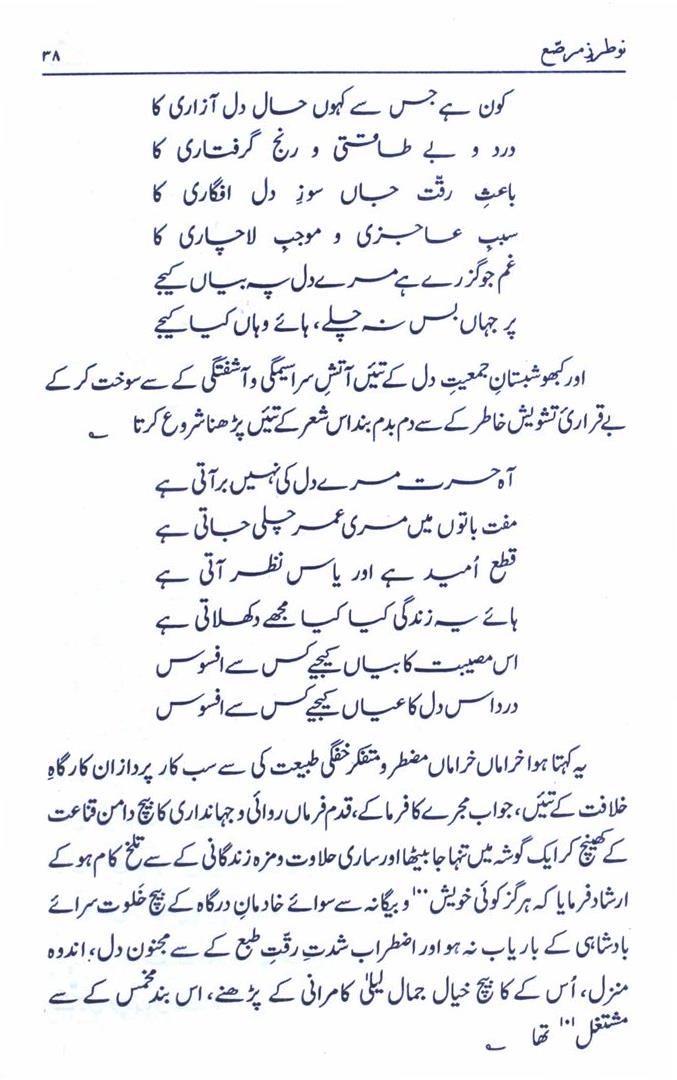 نو طرزِ مرصّع ۳۸
کون ہے جس سے کہوں حال دل آزاری کا
درد و بے طاقتی و رنج گرفتاری کا
باعثِ رقّت جاں سوزِ دل افگاری کا
سببِ عاجزی و موجبِ لاچاری کا
غم جو گزرے ہے مرے دل پہ بیاں کیجے
پر جہاں بس نہ چلے، ہائے وہاں کیا کیجے
اور کبھو شبستانِ جمعیتِ دل کے تئیں آتشِ سراسیمگی و آشفتگی کے سے سوخت کر کے
بے قراریٔ تشویش خاطر کے سے دم بدم بند اس شعر کے تئیں پڑھنا شروع کرتا ؎
آہ حسرت مرے دل کی نہیں بر آتی ہے
مفت باتوں میں مری عمر چلی جاتی ہے
قطع اُمید ہے اور یاس نظر آتی ہے
ہائے یہ زندگی کیا کیا مجھے دکھلاتی ہے
اس مصیبت کا بیاں کیجیے کس سے افسوس
درد اس دل کا عیاں کیجیے کس سے افسوس
یہ کہتا ہوا خراماں خراماں مضطر و متفکر خفگی طبیعت کی سے سب کار پردازان کارگاہِ
خلافت کے تئیں، جواب مجرے کا فرما کے، قدم فرماں روائی و جہانداری کا بیچ دامن قناعت
کے کھینچ کر ایک گوشہ میں تنہا جا بیٹھا اور ساری حلاوت و مزہ زندگانی کے سے تلخ کام ہو کے
ارشاد فرمایا کہ ہرگز کوئی خویش۱۰۰ و بیگانہ سے سوائے خادمانِ درگاہ کے بیچ خَلوت سرائے
بادشاہی کے باریاب نہ ہو اور اضطراب شدتِ رقّتِ طبع کے سے مجنون دل، اندوہ
منزل، اُس کے کا بیچ خیال جمال لیلیٰ کامرانی کے پڑھنے، اس بند مخمس کے سے
مشتغل۱۰۱ تھا ؎